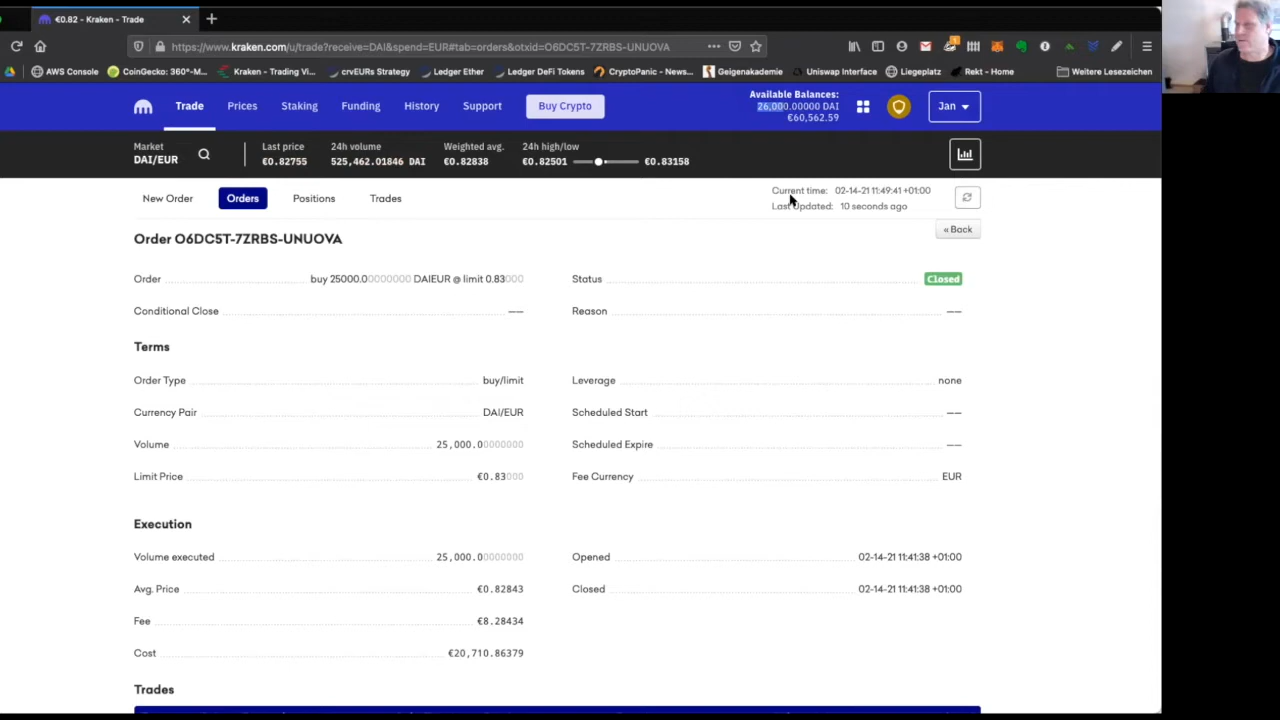 €0.82 - Kraken - Trade
https://www.kraken.com/u/trade?receive=DAI&spend=EUR#tab=orders&otxid=O6DC5T-7ZRBS-UNUOVA
AWS Console CoinGecko: 360°-M... Kraken - Trading Vi... crvEURs Strategy Ledger Ether Ledger DeFi Tokens CryptoPanic - News... Geigenakademie Uniswap Interface Liegeplatz Rekt - Home Weitere Lesezeichen
Trade Prices Staking Funding History Support Buy Crypto
Available Balances:
26,000.00000 DAI
€60,562.59
Jan
Market Last price 24h volume Weighted avg. 24h high/low
DAI/EUR €0.82755 525,462.01846 DAI €0.82838 €0.82501 €0.83158
New Order Orders Positions Trades
Current time: 02-14-21 11:49:41 +01:00
Last Updated: 10 seconds ago
« Back
Order O6DC5T-7ZRBS-UNUOVA
Order buy 25000.00000000 DAIEUR @ limit 0.83000 Status Closed
Conditional Close —— Reason ——
Terms
Order Type buy/limit Leverage none
Currency Pair DAI/EUR Scheduled Start ——
Volume 25,000.00000000 Scheduled Expire ——
Limit Price €0.83000 Fee Currency EUR
Execution
Volume executed 25,000.00000000 Opened 02-14-21 11:41:38 +01:00
Avg. Price €0.82843 Closed 02-14-21 11:41:38 +01:00
Fee €8.28434
Cost €20,710.86379
Trades